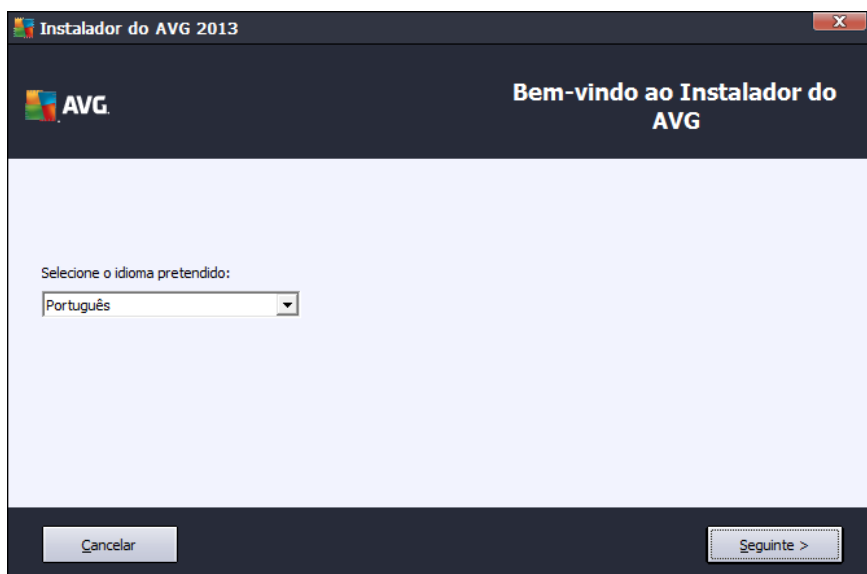 Instalador do AVG 2013
X
AVG.
Bem-vindo ao Instalador do
AVG
Selecione o idioma pretendido:
Português
Cancelar
Seguinte >